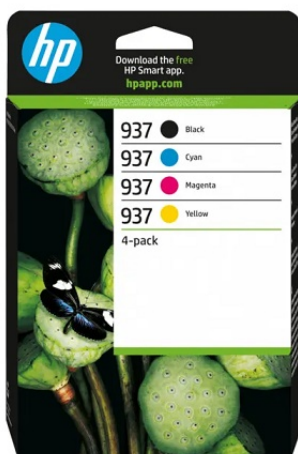 hp
Download the free
HP Smart app.
hpapp.com
937 Black
937 Cyan
937 Magenta
937 Yellow
4-pack